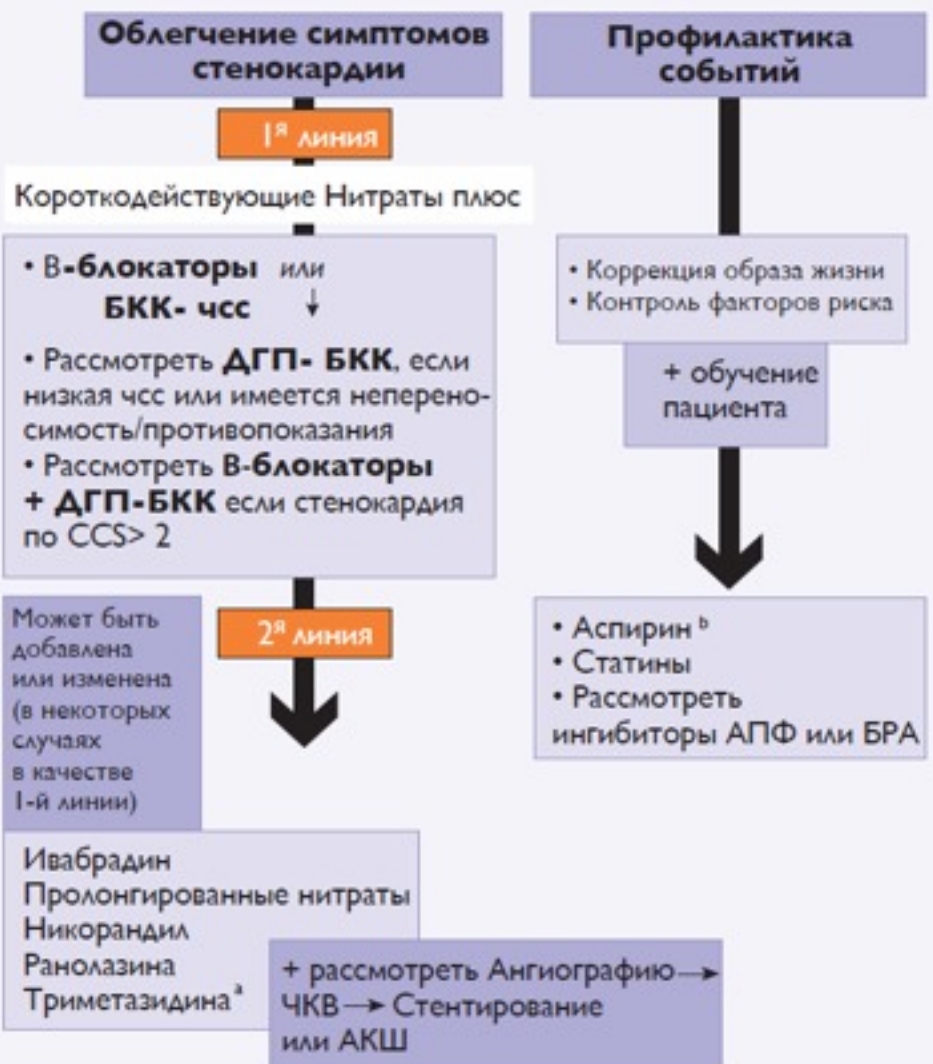 Облегчение симптомов
стенокардии
1я линия
Короткодействующие Нитраты плюс
• В-блокаторы или
БКК- чсс ↓
• Рассмотреть ДГП- БКК, если
низкая чсс или имеется неперено-
симость/противопоказания
• Рассмотреть В-блокаторы
+ ДГП-БКК если стенокардия
по CCS> 2
2я линия
Может быть
добавлена
или изменена
(в некоторых
случаях
в качестве
1-й линии)
Ивабрадин
Пролонгированные нитраты
Никорандил
Ранолазина
Триметазидина a
+ рассмотреть Ангиографию→
ЧКВ→ Стентирование
или АКШ
Профилактика
событий
• Коррекция образа жизни
• Контроль факторов риска
+ обучение
пациента
• Аспирин b
• Статины
• Рассмотреть
ингибиторы АПФ или БРА